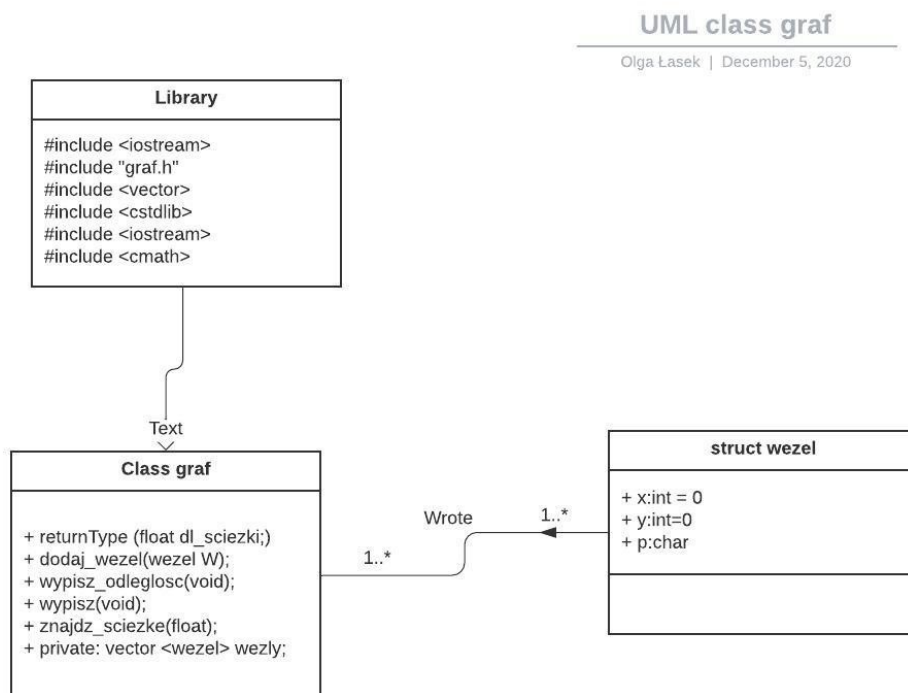 UML class graf
Olga Łasek | December 5, 2020
Library
#include <iostream>
#include "graf.h"
#include <vector>
#include <cstdlib>
#include <iostream>
#include <cmath>
Text
Class graf
+ returnType (float dl_sciezki;)
+ dodaj_wezel(wezel W);
+ wypisz_odleglosc(void);
+ wypisz(void);
+ znajdz_sciezke(float);
+ private: vector <wezel> wezly;
1..*
Wrote
1..*
struct wezel
+ x:int = 0
+ y:int=0
+ p:char